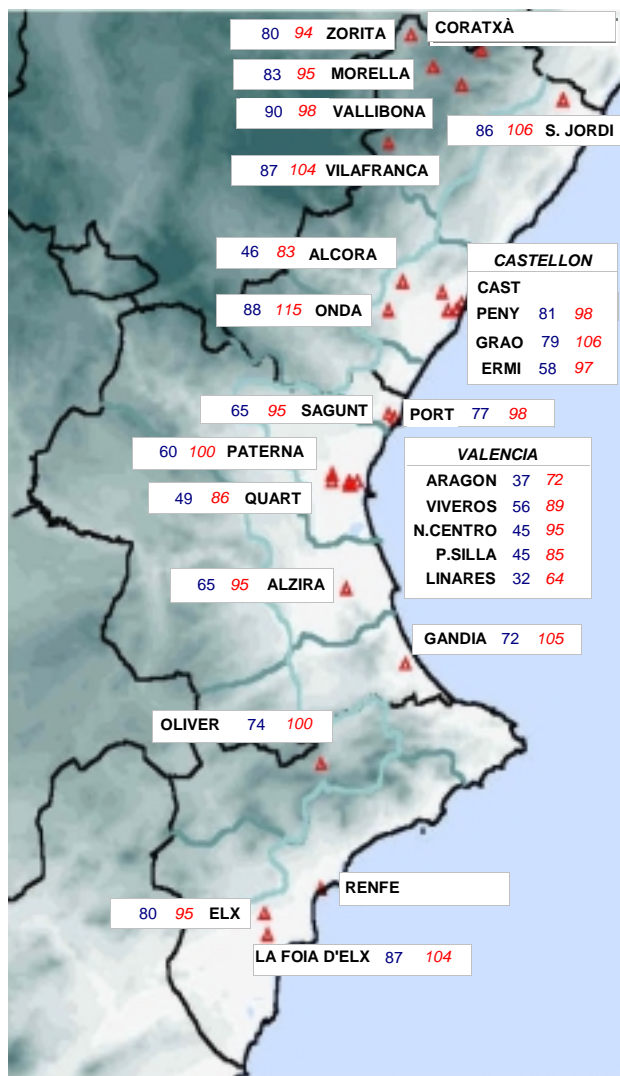 CORATXÀ
80 94 ZORITA
83 95 MORELLA
90 98 VALLIBONA
86 106 S. JORDI
87 104 VILAFRANCA
46 83 ALCORA
88 115 ONDA
CASTELLON
CAST
PENY 81 98
GRAO 79 106
ERMI 58 97
65 95 SAGUNT
PORT 77 98
60 100 PATERNA
49 86 QUART
VALENCIA
ARAGON 37 72
VIVEROS 56 89
N.CENTRO 45 95
P.SILLA 45 85
LINARES 32 64
65 95 ALZIRA
GANDIA 72 105
OLIVER 74 100
RENFE
80 95 ELX
LA FOIA D'ELX 87 104